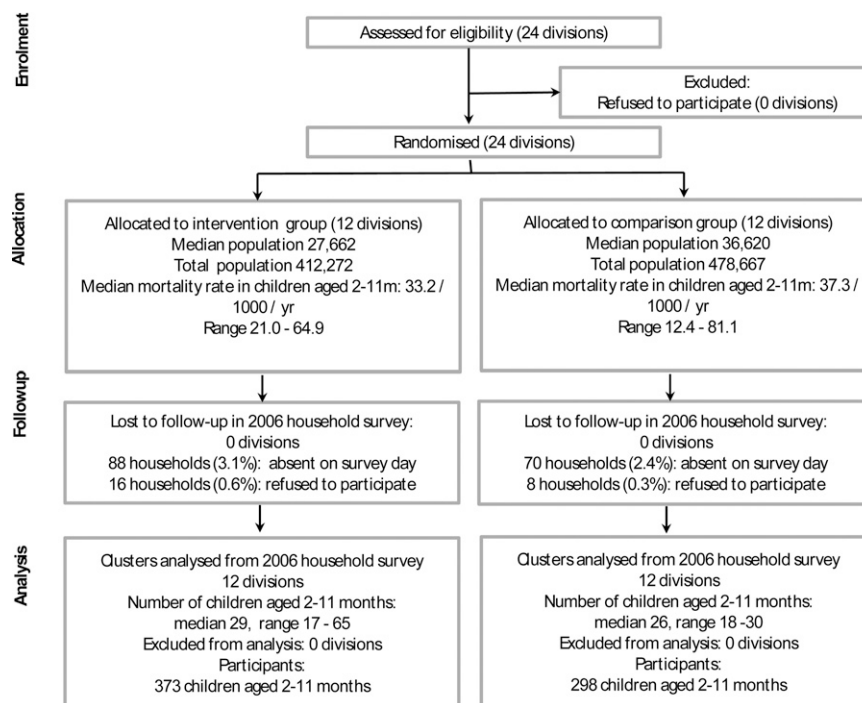 Enrolment
Assessed for eligibility (24 divisions)
Excluded:
Refused to participate (0 divisions)
Randomised (24 divisions)
Allocation
Allocated to intervention group (12 divisions)
Median population 27,662
Total population 412,272
Median mortality rate in children aged 2-11m: 33.2 /
1000 / yr
Range 21.0 - 64.9
Allocated to comparison group (12 divisions)
Median population 36,620
Total population 478,667
Median mortality rate in children aged 2-11m: 37.3 /
1000 / yr
Range 12.4 - 81.1
Followup
Lost to follow-up in 2006 household survey:
0 divisions
88 households (3.1%): absent on survey day
16 households (0.6%): refused to participate
Lost to follow-up in 2006 household survey:
0 divisions
70 households (2.4%): absent on survey day
8 households (0.3%): refused to participate
Analysis
Clusters analysed from 2006 household survey
12 divisions
Number of children aged 2-11 months:
median 29, range 17 - 65
Excluded from analysis: 0 divisions
Participants:
373 children aged 2-11 months
Clusters analysed from 2006 household survey
12 divisions
Number of children aged 2-11 months:
median 26, range 18 -30
Excluded from analysis: 0 divisions
Participants:
298 children aged 2-11 months